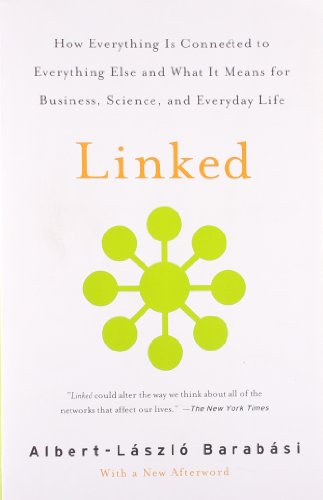 How Everything Is Connected to
Everything Else and What It Means for
Business, Science, and Everyday Life
Linked
"Linked could alter the way we think about all of the
networks that affect our lives." —The New York Times
Albert-László Barabási
With a New Afterword